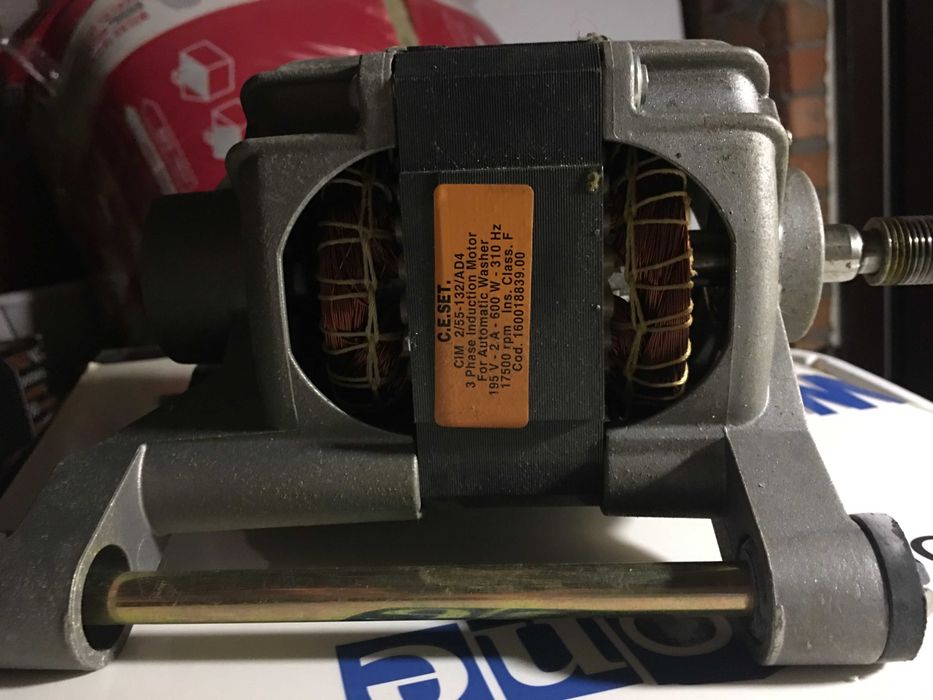 C.E.SET.
CIM 2/55-132/AD4
3 Phase Induction Motor
For Automatic Washer
195 V - 2 A - 600 W - 310 Hz
17500 rpm Ins. Class. F
Cod. 160018839.00
one